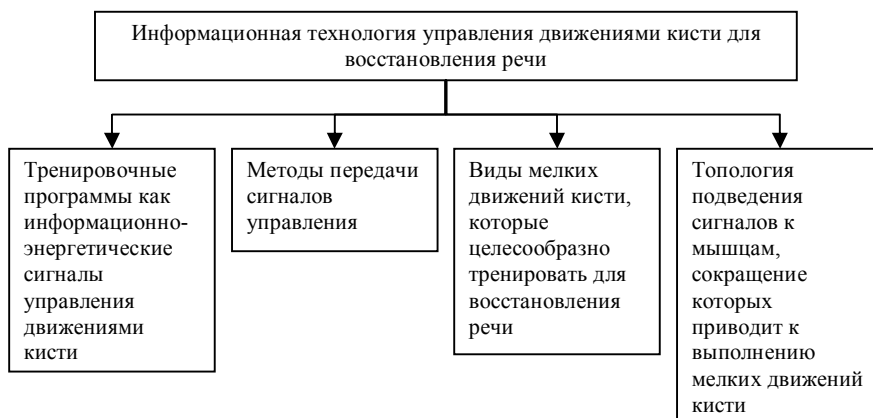 Информационная технология управления движениями кисти для
восстановления речи
Тренировочные
программы как
информационно-
энергетические
сигналы
управления
движениями
кисти
Методы передачи
сигналов
управления
Виды мелких
движений кисти,
которые
целесообразно
тренировать для
восстановления
речи
Топология
подведения
сигналов к
мышцам,
сокращение
которых
приводит к
выполнению
мелких движений
кисти